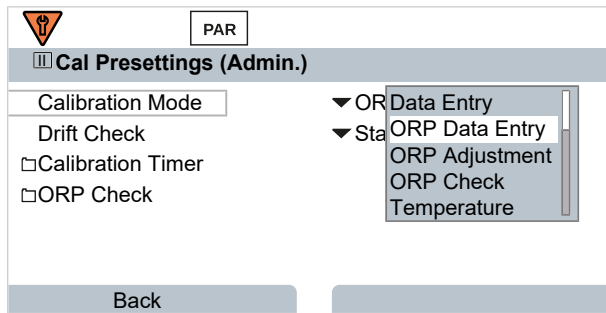 PAR
III Cal Presettings (Admin.)
Calibration Mode
OR
Data Entry
Drift Check
Sta
ORP Data Entry
Calibration Timer
ORP Adjustment
ORP Check
ORP Check
Temperature
Back